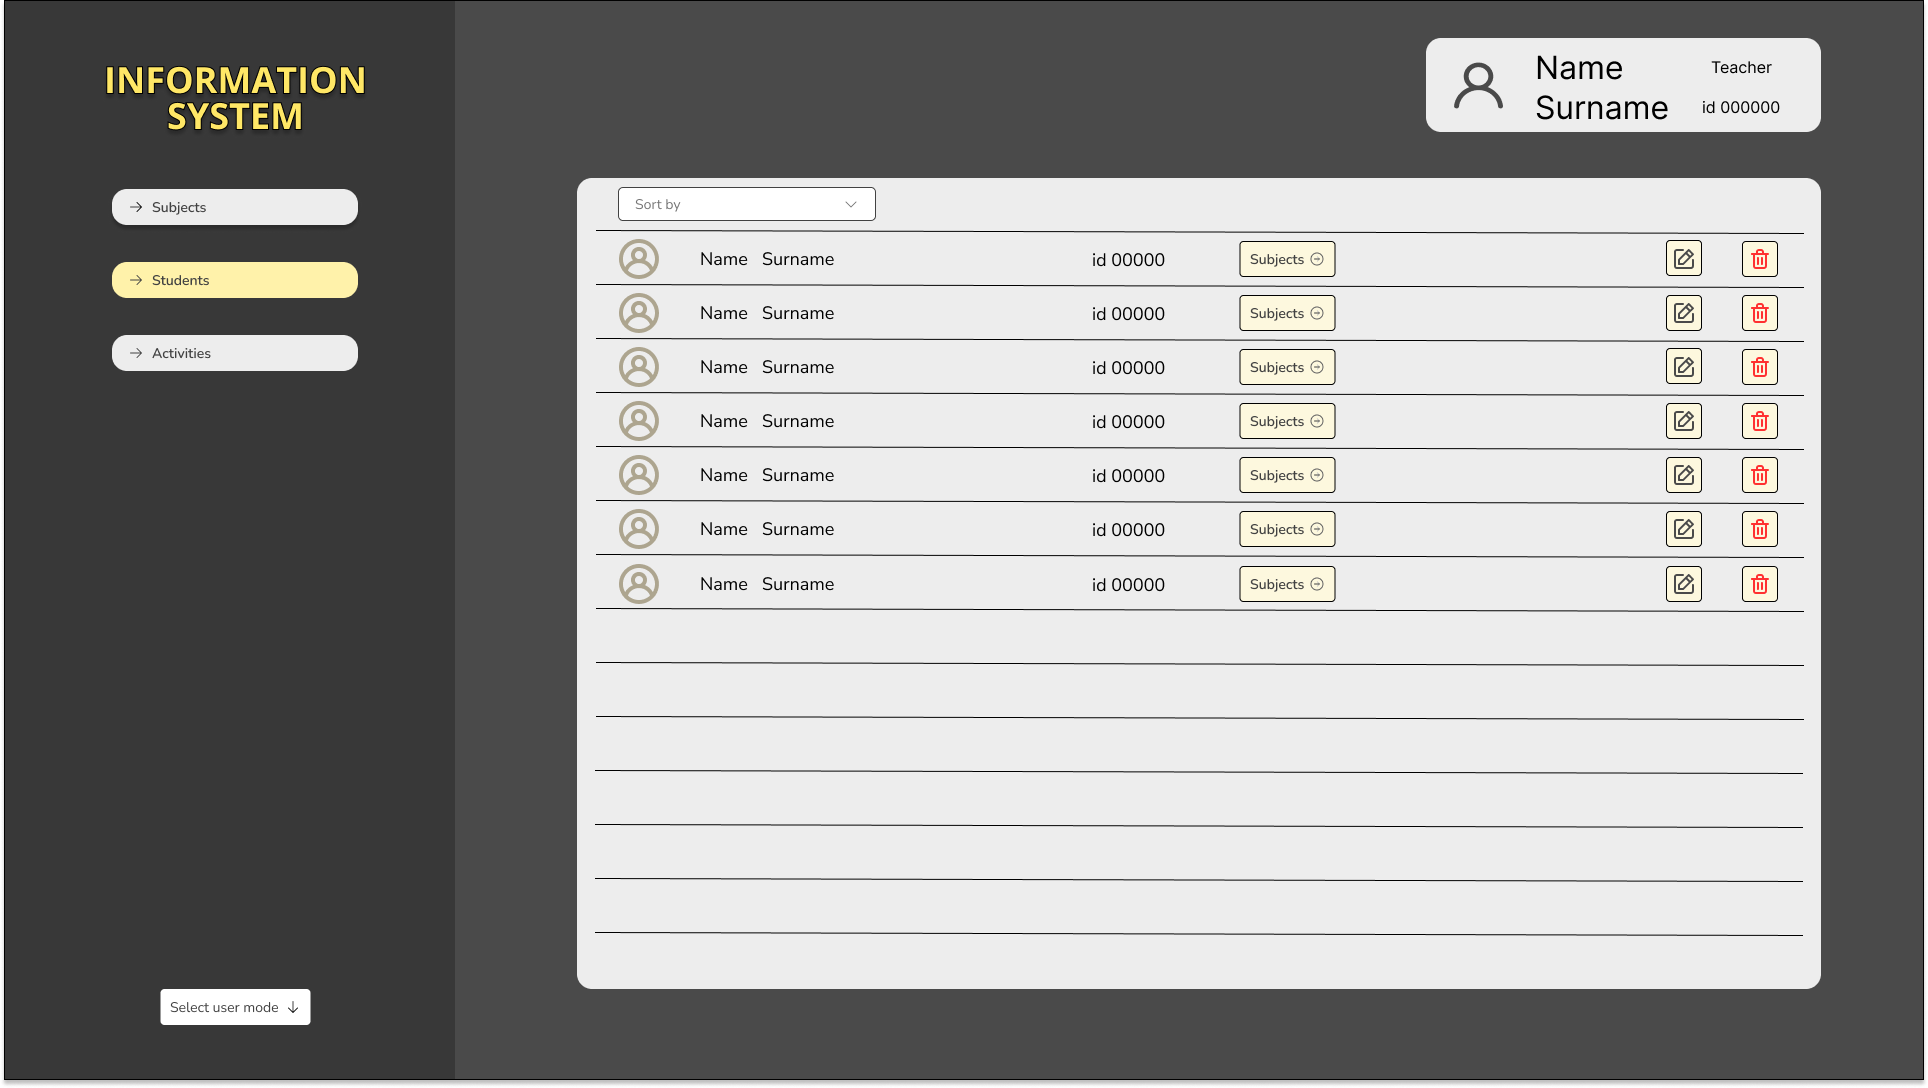 INFORMATION
SYSTEM
Subjects
Students
Activities
Select user mode
Name
Surname
Teacher
id 000000
Sort by
Name Surname id 00000 Subjects
Name Surname id 00000 Subjects
Name Surname id 00000 Subjects
Name Surname id 00000 Subjects
Name Surname id 00000 Subjects
Name Surname id 00000 Subjects
Name Surname id 00000 Subjects